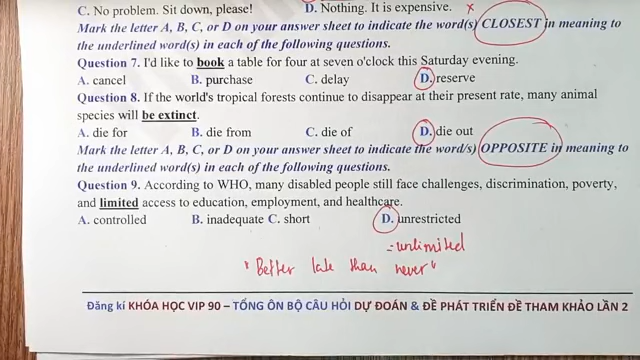 C. No problem. Sit down, please! D. Nothing. It is expensive. x
Mark the letter A, B, C, or D on your answer sheet to indicate the word(s) CLOSEST in meaning to
the underlined word(s) in each of the following questions.
Question 7. I'd like to book a table for four at seven o'clock this Saturday evening.
A. cancel B. purchase C. delay D. reserve
Question 8. If the world's tropical forests continue to disappear at their present rate, many animal
species will be extinct.
A. die for B. die from C. die of D. die out
Mark the letter A, B, C, or D on your answer sheet to indicate the word/s) OPPOSITE in meaning to
the underlined word(s) in each of the following questions.
Question 9. According to WHO, many disabled people still face challenges, discrimination, poverty,
and limited access to education, employment, and healthcare.
A. controlled B. inadequate C. short D. unrestricted
= unlimited
"Better late than never"
Đăng kí KHÓA HỌC VIP 90 – TỔNG ÔN BỘ CÂU HỎI DỰ ĐOÁN & ĐỀ PHÁT TRIỂN ĐỀ THAM KHẢO LẦN 2